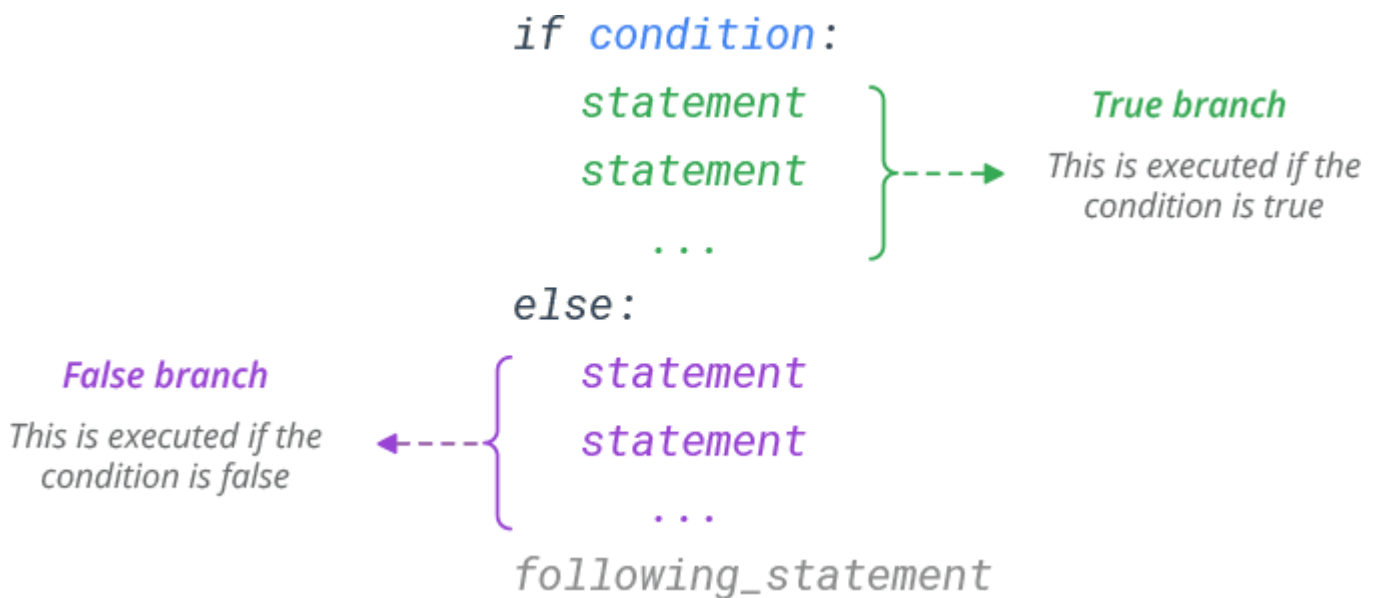 if condition:
statement
True branch
statement
This is executed if the
condition is true
...
else:
False branch
statement
This is executed if the
condition is false
statement
...
following_statement